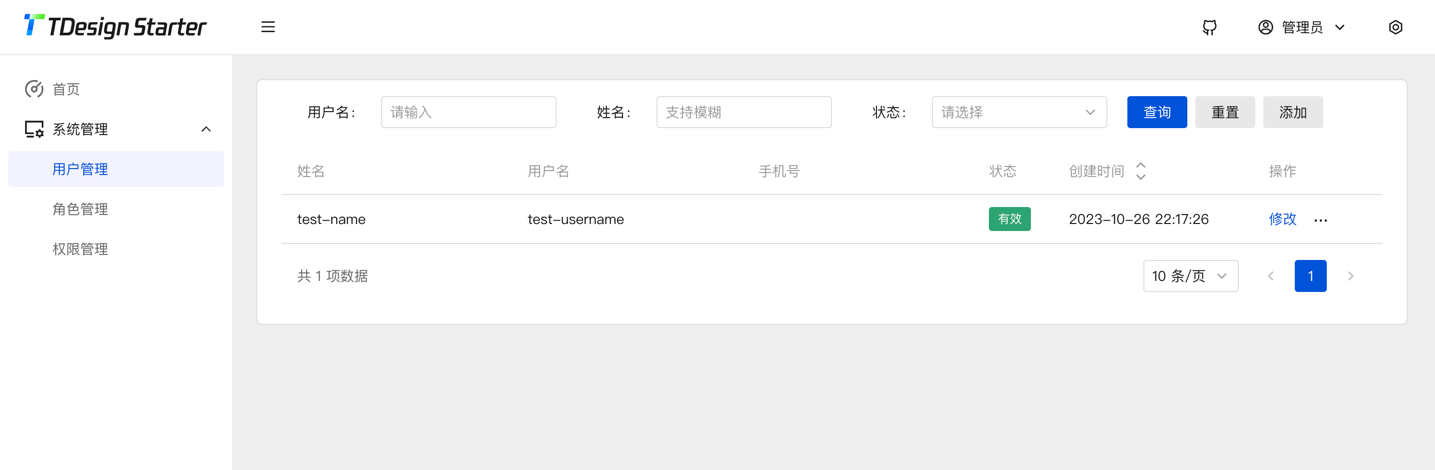 TDesign Starter
管理员
首页
系统管理
用户管理
角色管理
权限管理
用户名: 请输入 姓名: 支持模糊 状态: 请选择 查询 重置 添加
姓名 用户名 手机号 状态 创建时间 操作
test-name test-username 有效 2023-10-26 22:17:26 修改 ...
共 1 项数据 10 条/页 1